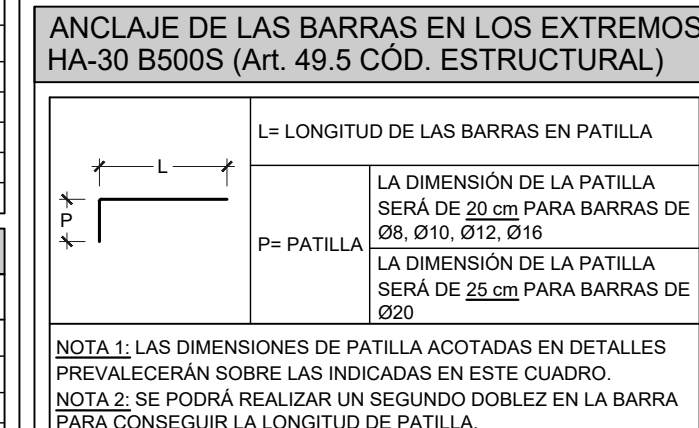 ANCLAJE DE LAS BARRAS EN LOS EXTREMOS
HA-30 B500S (Art. 49.5 CÓD. ESTRUCTURAL)
L
P
L= LONGITUD DE LAS BARRAS EN PATILLA
P= PATILLA
LA DIMENSIÓN DE LA PATILLA
SERÁ DE 20 cm PARA BARRAS DE
Ø8, Ø10, Ø12, Ø16
LA DIMENSIÓN DE LA PATILLA
SERÁ DE 25 cm PARA BARRAS DE
Ø20
NOTA 1: LAS DIMENSIONES DE PATILLA ACOTADAS EN DETALLES
PREVALECERÁN SOBRE LAS INDICADAS EN ESTE CUADRO.
NOTA 2: SE PODRÁ REALIZAR UN SEGUNDO DOBLEZ EN LA BARRA
PARA CONSEGUIR LA LONGITUD DE PATILLA.